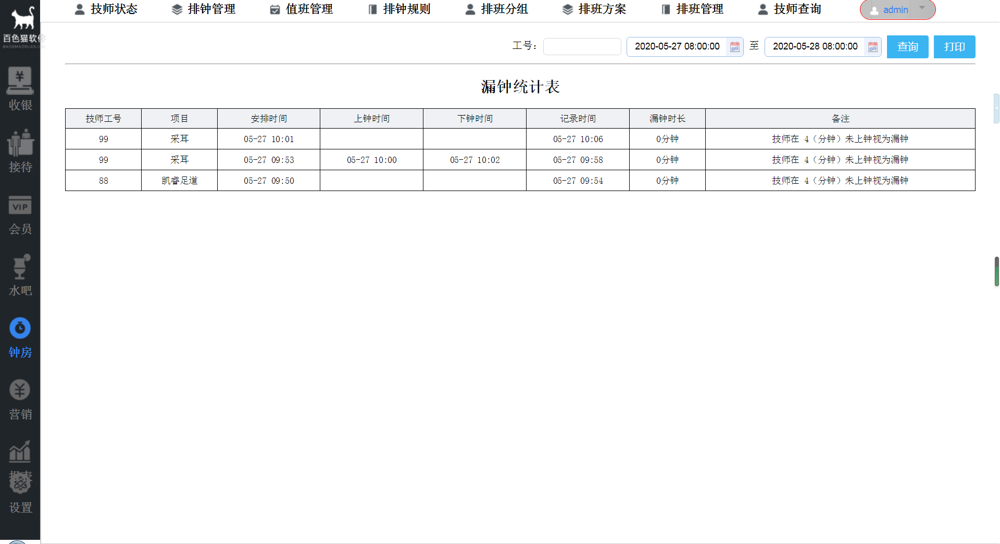 技师状态 排钟管理 值班管理 排钟规则 排班分组 排班方案 排班管理 技师查询 admin
百色猫软件
收银
接待
VIP
会员
水吧
钟房
营销
报表
设置
工号： 2020-05-27 08:00:00 至 2020-05-28 08:00:00 查询 打印
漏钟统计表
技师工号 项目 安排时间 上钟时间 下钟时间 记录时间 漏钟时长 备注
99 采耳 05-27 10:01 05-27 10:06 0分钟 技师在 4（分钟）未上钟视为漏钟
99 采耳 05-27 09:53 05-27 10:00 05-27 10:02 05-27 09:58 0分钟 技师在 4（分钟）未上钟视为漏钟
88 凯睿足道 05-27 09:50 05-27 09:54 0分钟 技师在 4（分钟）未上钟视为漏钟